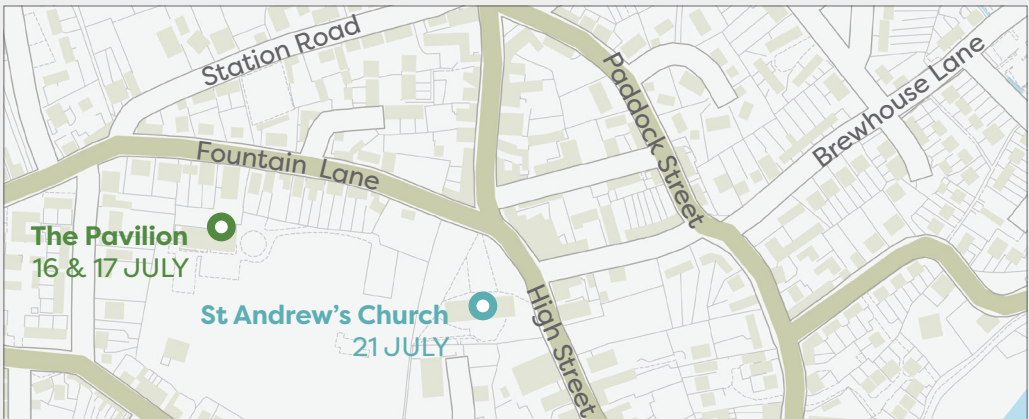 Station Road
Paddock Street
Brewhouse Lane
Fountain Lane
The Pavilion
16 & 17 JULY
St Andrew's Church
21 JULY
High Street